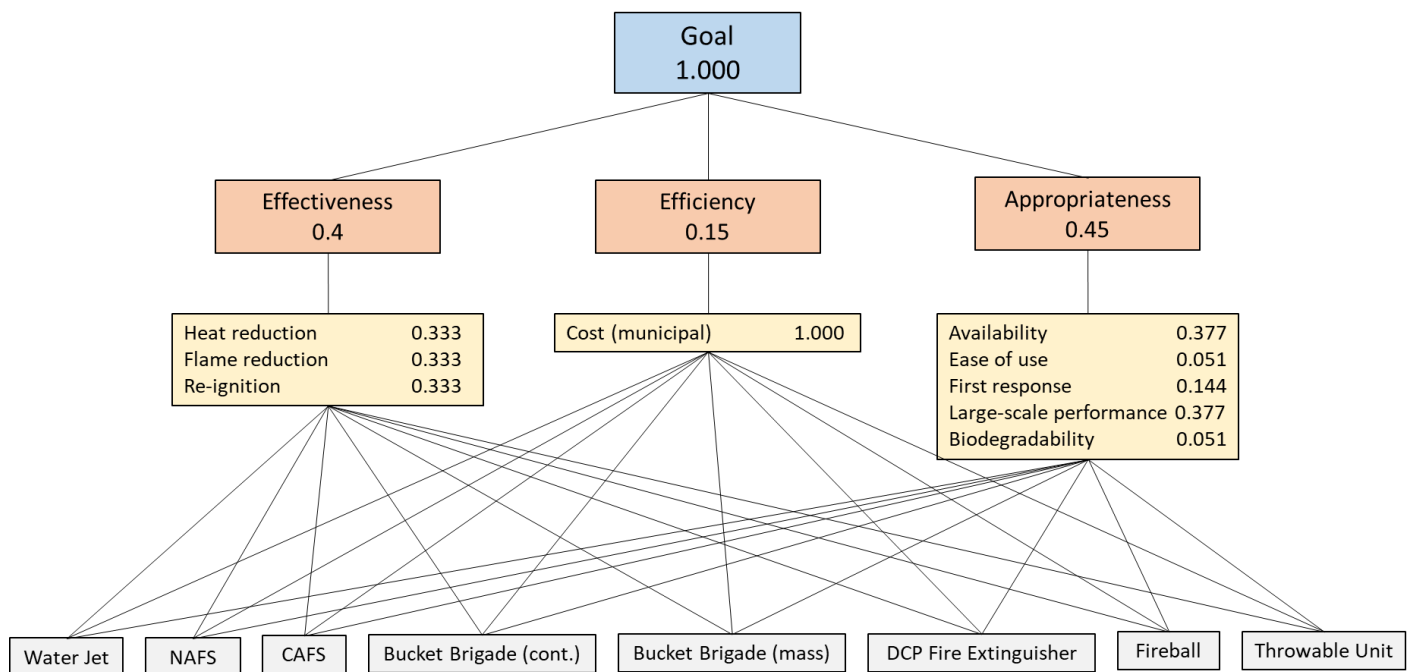 Goal
1.000
Effectiveness
0.4
Efficiency
0.15
Appropriateness
0.45
Heat reduction 0.333
Flame reduction 0.333
Re-ignition 0.333
Cost (municipal) 1.000
Availability 0.377
Ease of use 0.051
First response 0.144
Large-scale performance 0.377
Biodegradability 0.051
Water Jet
NAFS
CAFS
Bucket Brigade (cont.)
Bucket Brigade (mass)
DCP Fire Extinguisher
Fireball
Throwable Unit